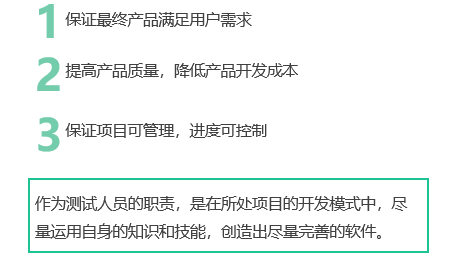 1 保证最终产品满足用户需求
2 提高产品质量，降低产品开发成本
3 保证项目可管理，进度可控制
作为测试人员的职责，是在所处项目的开发模式中，尽
量运用自身的知识和技能，创造出尽量完善的软件。